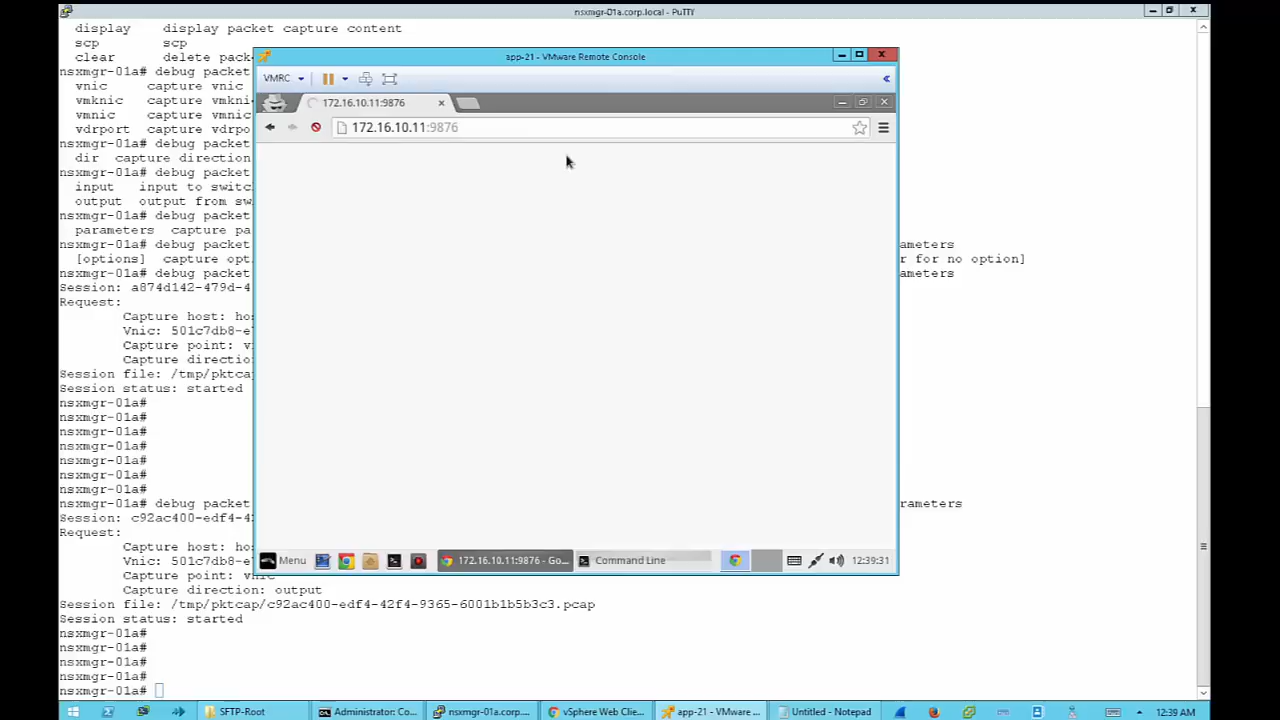 nsxmgr-01a.corp.local - PuTTY
display display packet capture content
scp scp
clear delete pack
nsxmgr-01a# debug packet
vnic capture vnic
vmknic capture vmkni
vmnic capture vmnic
vdrport capture vdrpo
nsxmgr-01a# debug packet
dir capture direction
nsxmgr-01a# debug packet
input input to switc
output output from sw
nsxmgr-01a# debug packet
parameters capture pa
nsxmgr-01a# debug packet ameters
[options] capture opt r for no option]
nsxmgr-01a# debug packet ameters
Session: a874d142-479d-4
Request:
Capture host: ho
Vnic: 501c7db8-e
Capture point: v
Capture directio
Session file: /tmp/pktcap
Session status: started
nsxmgr-01a#
nsxmgr-01a#
nsxmgr-01a#
nsxmgr-01a#
nsxmgr-01a#
nsxmgr-01a#
nsxmgr-01a#
nsxmgr-01a# debug packet rameters
Session: c92ac400-edf4-42
Request:
Capture host: ho
Vnic: 501c7db8-e
Capture point: vnic
Capture direction: output
Session file: /tmp/pktcap/c92ac400-edf4-42f4-9365-6001b1b5b3c3.pcap
Session status: started
nsxmgr-01a#
nsxmgr-01a#
nsxmgr-01a#
nsxmgr-01a#
nsxmgr-01a#
app-21 - VMware Remote Console
VMRC
172.16.10.11:9876
172.16.10.11:9876
Menu 172.16.10.11:9876 - Go... Command Line 12:39:31
SFTP-Root Administrator: Co... nsxmgr-01a.corp.... vSphere Web Clie... app-21 - VMware ... Untitled - Notepad 12:39 AM